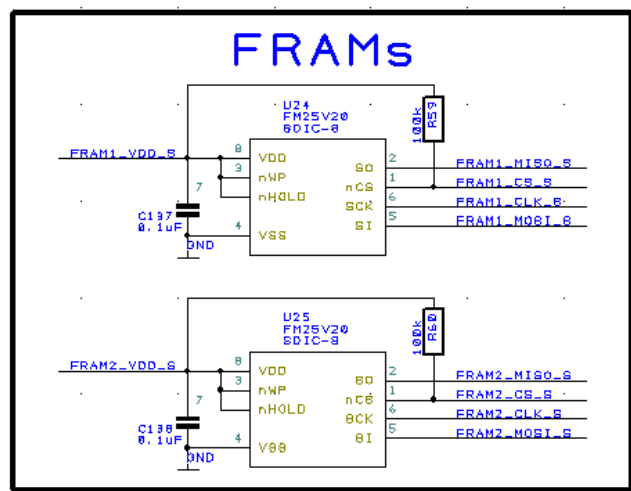 FRAMs
U24
FM25V20
SOIC-8
100k
R59
FRAM1_VDD_S
8
VDD
3
nWP
7
nHOLD
4
VSS
SO
2
FRAM1_MISO_S
nCS
1
FRAM1_CS_S
SCK
6
FRAM1_CLK_S
SI
5
FRAM1_MOSI_S
C197
0.1uF
GND
U25
FM25V20
SOIC-8
100k
R60
FRAM2_VDD_S
8
VDD
3
nWP
7
nHOLD
4
VSS
SO
2
FRAM2_MISO_S
nCS
1
FRAM2_CS_S
SCK
6
FRAM2_CLK_S
SI
5
FRAM2_MOSI_S
C198
0.1uF
GND